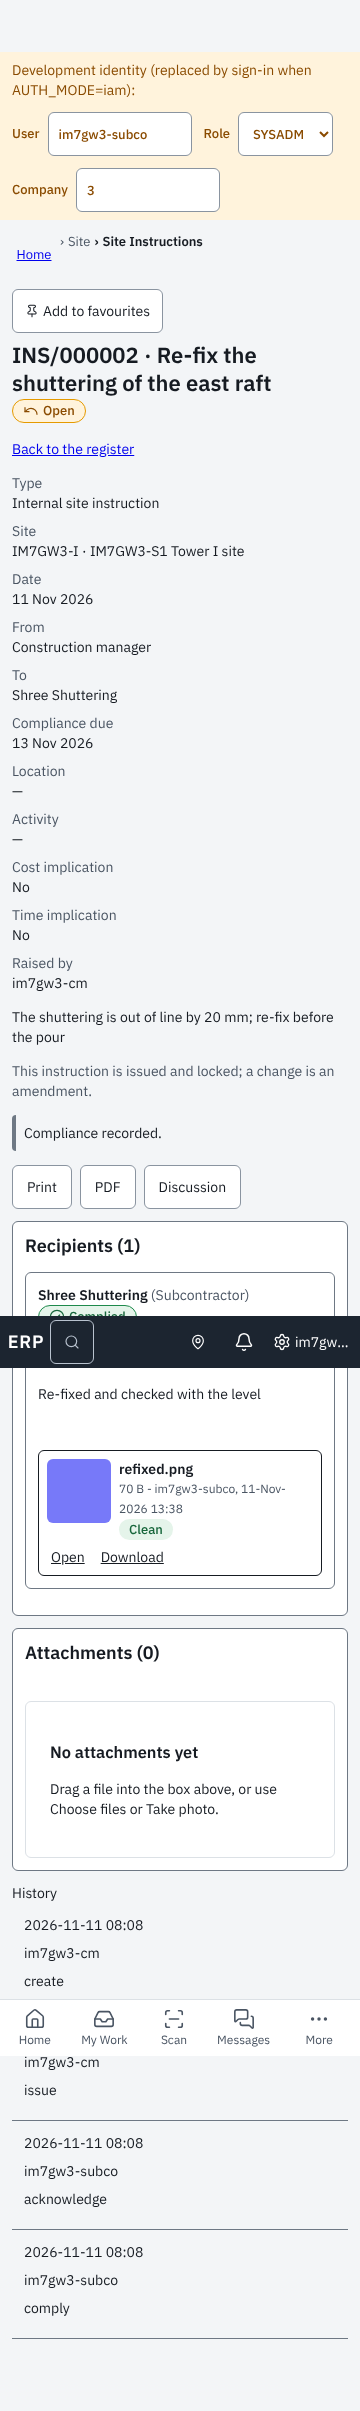 Development identity (replaced by sign-in when
AUTH_MODE=iam):
User im7gw3-subco Role SYSADM
Company 3
› Site › Site Instructions
Home
Add to favourites
INS/000002 · Re-fix the
shuttering of the east raft
Open
Back to the register
Type
Internal site instruction
Site
IM7GW3-I · IM7GW3-S1 Tower I site
Date
11 Nov 2026
From
Construction manager
To
Shree Shuttering
Compliance due
13 Nov 2026
Location
—
Activity
—
Cost implication
No
Time implication
No
Raised by
im7gw3-cm
The shuttering is out of line by 20 mm; re-fix before
the pour
This instruction is issued and locked; a change is an
amendment.
Compliance recorded.
Print PDF Discussion
Recipients (1)
Shree Shuttering (Subcontractor)
Complied
ERP im7gw...
Re-fixed and checked with the level
refixed.png
70 B - im7gw3-subco, 11-Nov-
2026 13:38
Clean
Open Download
Attachments (0)
No attachments yet
Drag a file into the box above, or use
Choose files or Take photo.
History
2026-11-11 08:08
im7gw3-cm
create
Home My Work Scan Messages More
im7gw3-cm
issue
2026-11-11 08:08
im7gw3-subco
acknowledge
2026-11-11 08:08
im7gw3-subco
comply